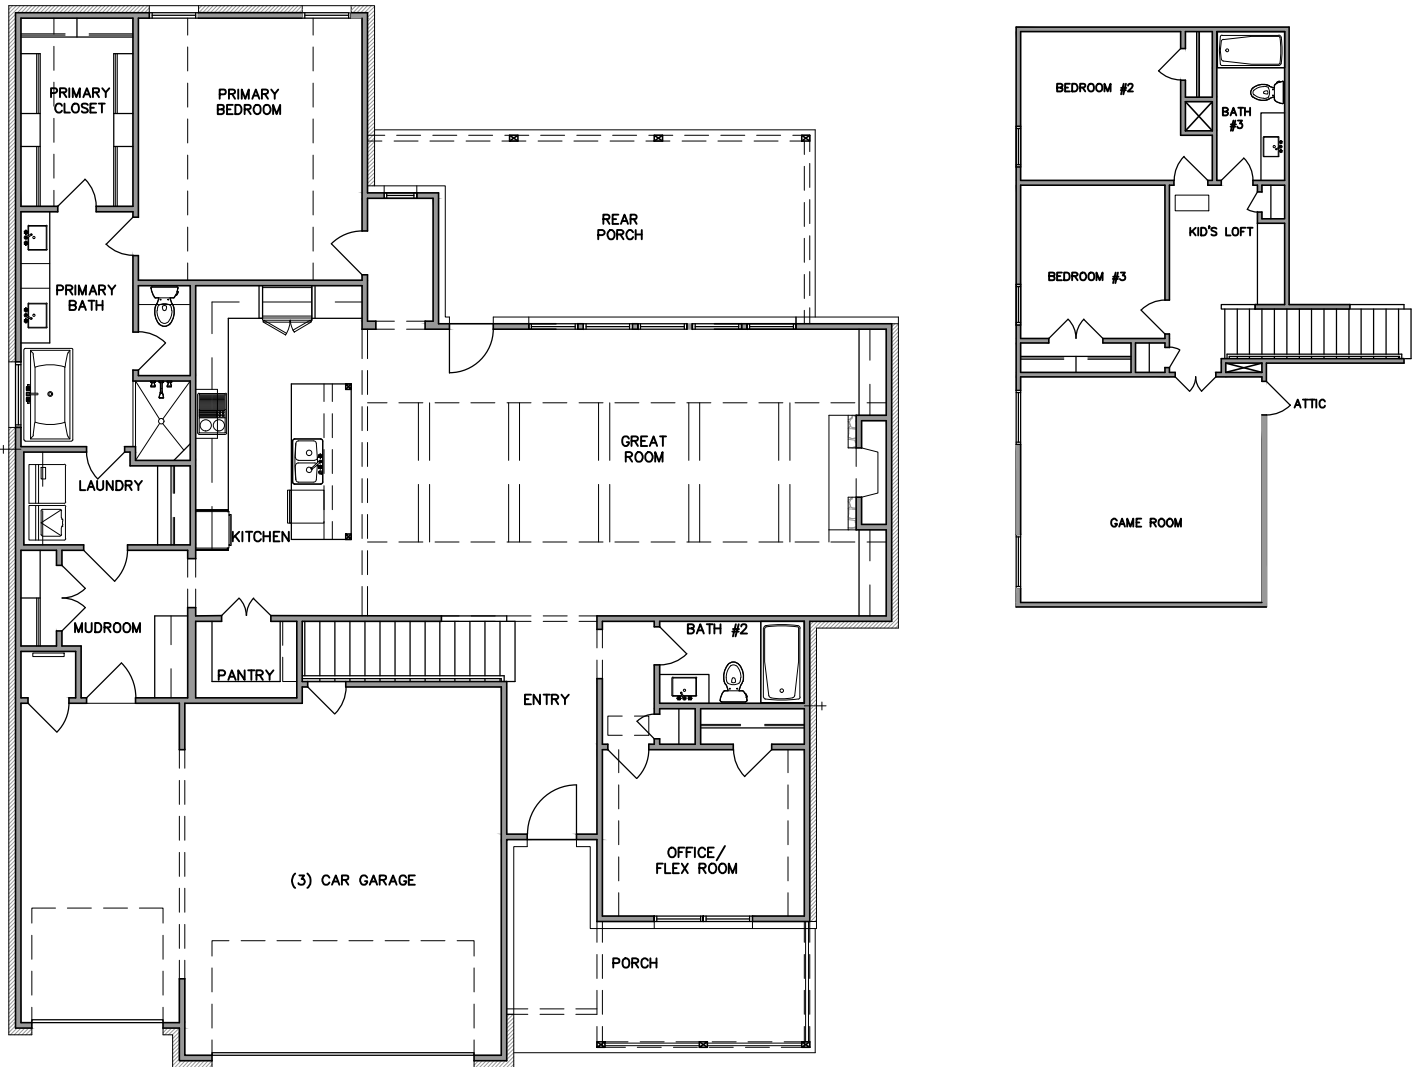 PRIMARY
CLOSET
PRIMARY
BEDROOM
REAR
PORCH
PRIMARY
BATH
GREAT
ROOM
LAUNDRY
KITCHEN
MUDROOM
PANTRY
BATH #2
ENTRY
OFFICE/
FLEX ROOM
(3) CAR GARAGE
PORCH
BEDROOM #2
BATH
#3
KID'S LOFT
BEDROOM #3
ATTIC
GAME ROOM